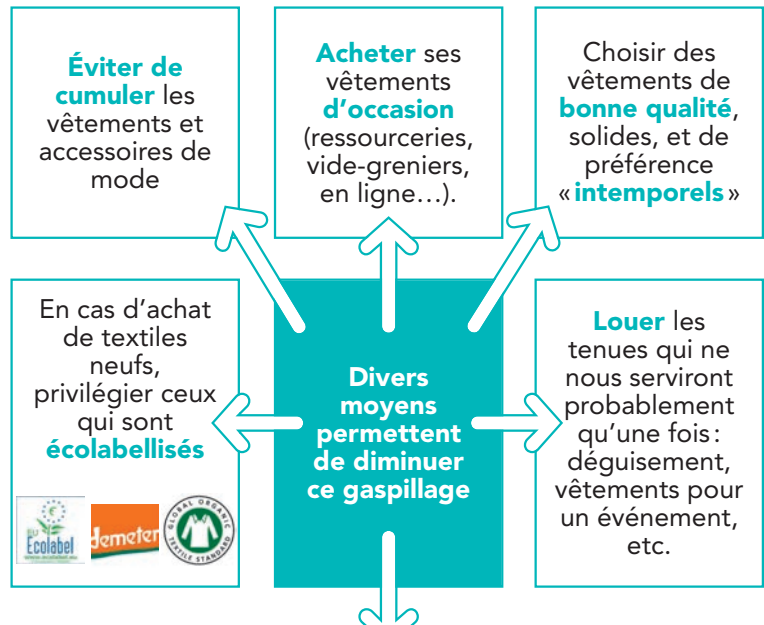 Éviter de
cumuler les
vêtements et
accessoires de
mode
Acheter ses
vêtements
d’occasion
(ressourceries,
vide-greniers,
en ligne…).
Choisir des
vêtements de
bonne qualité,
solides, et de
préférence
«intemporels»
En cas d’achat
de textiles
neufs,
privilégier ceux
qui sont
écolabellisés
EU
Ecolabel
demeter
GLOBAL ORGANIC
TEXTILE STANDARD
Divers
moyens
permettent
de diminuer
ce gaspillage
Louer les
tenues qui ne
nous serviront
probablement
qu’une fois :
déguisement,
vêtements pour
un événement,
etc.